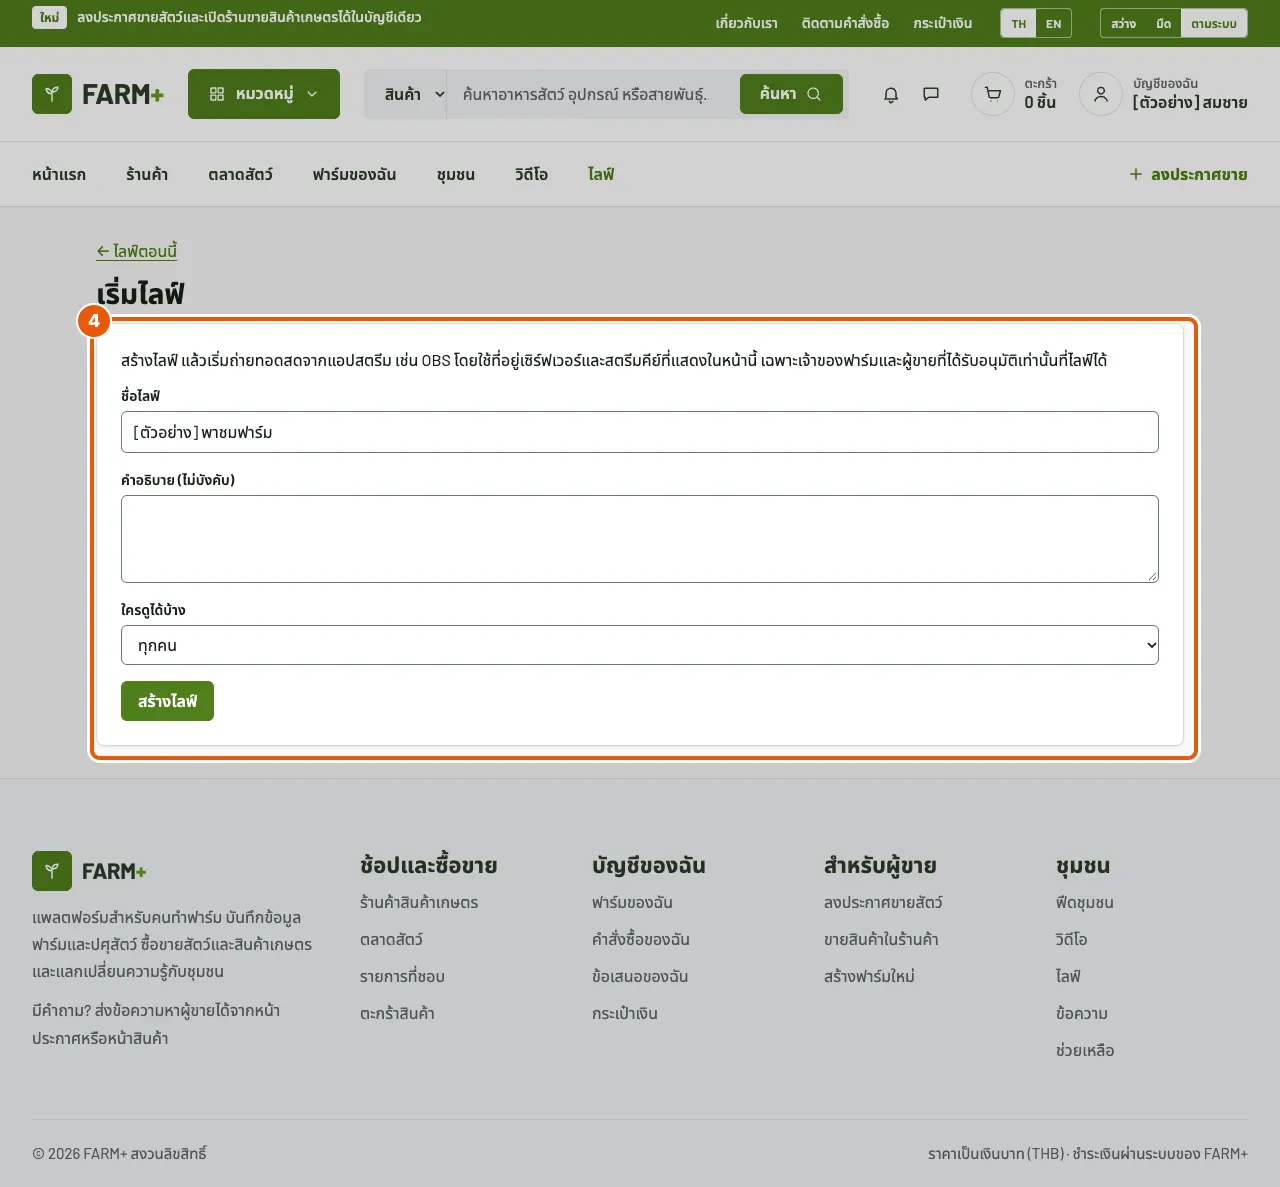 ใหม่ ลงประกาศขายสัตว์และเปิดร้านขายสินค้าเกษตรได้ในบัญชีเดียว
เกี่ยวกับเรา ติดตามคำสั่งซื้อ กระเป๋าเงิน TH EN สว่าง มืด ตามระบบ
FARM+ หมวดหมู่ สินค้า ค้นหาอาหารสัตว์ อุปกรณ์ หรือสายพันธุ์.. ค้นหา
ตะกร้า
0 ชิ้น
บัญชีของฉัน
[ตัวอย่าง] สมชาย
หน้าแรก ร้านค้า ตลาดสัตว์ ฟาร์มของฉัน ชุมชน วิดีโอ ไลฟ์ + ลงประกาศขาย
← ไลฟ์ตอนนี้
เริ่มไลฟ์
4
สร้างไลฟ์ แล้วเริ่มถ่ายทอดสดจากแอปสตรีม เช่น OBS โดยใช้ที่อยู่เซิร์ฟเวอร์และสตรีมคีย์ที่แสดงในหน้านี้ เฉพาะเจ้าของฟาร์มและผู้ขายที่ได้รับอนุมัติเท่านั้นที่ไลฟ์ได้
ชื่อไลฟ์
[ตัวอย่าง] พาชมฟาร์ม
คำอธิบาย (ไม่บังคับ)
ใครดูได้บ้าง
ทุกคน
สร้างไลฟ์
FARM+
แพลตฟอร์มสำหรับคนทำฟาร์ม บันทึกข้อมูล
ฟาร์มและปศุสัตว์ ซื้อขายสัตว์และสินค้าเกษตร
และแลกเปลี่ยนความรู้กับชุมชน
มีคำถาม? ส่งข้อความหาผู้ขายได้จากหน้า
ประกาศหรือหน้าสินค้า
ช้อปและซื้อขาย
ร้านค้าสินค้าเกษตร
ตลาดสัตว์
รายการที่ชอบ
ตะกร้าสินค้า
บัญชีของฉัน
ฟาร์มของฉัน
คำสั่งซื้อของฉัน
ข้อเสนอของฉัน
กระเป๋าเงิน
สำหรับผู้ขาย
ลงประกาศขายสัตว์
ขายสินค้าในร้านค้า
สร้างฟาร์มใหม่
ชุมชน
ฟีดชุมชน
วิดีโอ
ไลฟ์
ข้อความ
ช่วยเหลือ
© 2026 FARM+ สงวนลิขสิทธิ์
ราคาเป็นเงินบาท (THB) · ชำระเงินผ่านระบบของ FARM+